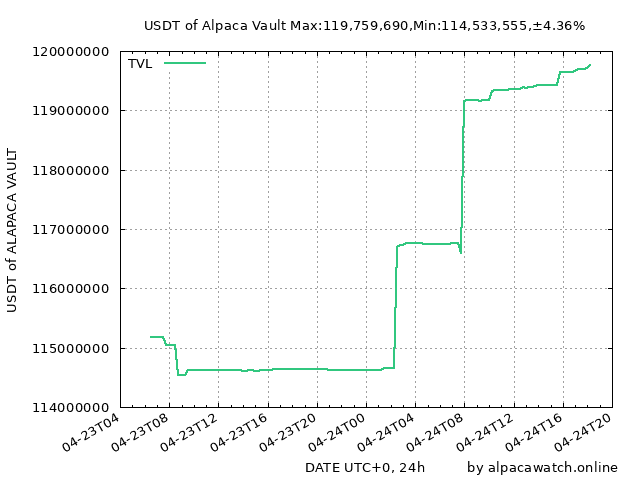 USDT of Alpaca Vault Max:119,759,690,Min:114,533,555,±4.36%
120000000
119000000
118000000
117000000
116000000
115000000
114000000
TVL
USDT of ALAPACA VAULT
04-23T04
04-23T08
04-23T12
04-23T16
04-23T20
04-24T00
04-24T04
04-24T08
04-24T12
04-24T16
04-24T20
DATE UTC+0, 24h
by alpacawatch.online